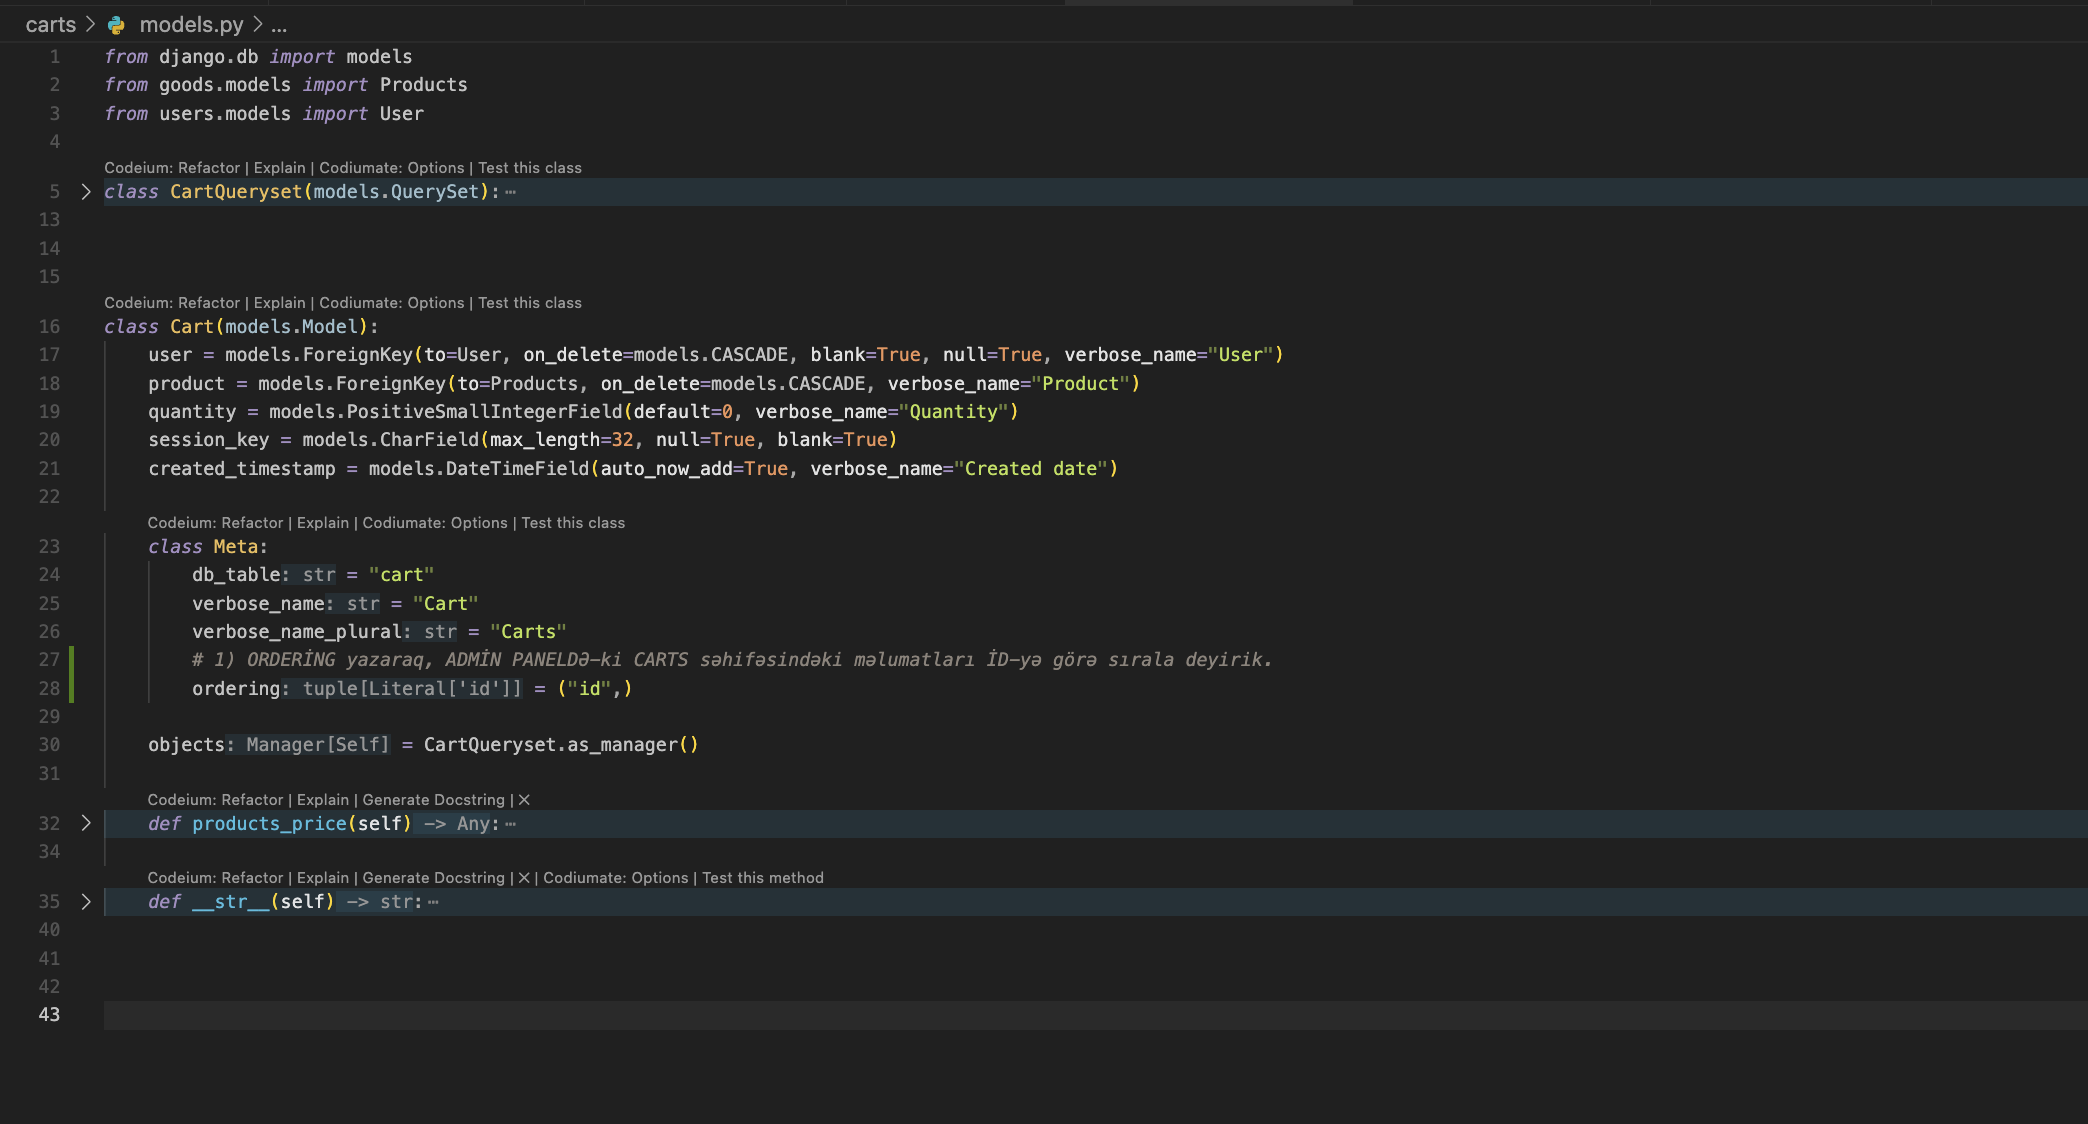 carts > models.py > ...
1 from django.db import models
2 from goods.models import Products
3 from users.models import User
4
Codeium: Refactor | Explain | Codiumate: Options | Test this class
5 class CartQueryset(models.QuerySet): ⋯
13
14
15
Codeium: Refactor | Explain | Codiumate: Options | Test this class
16 class Cart(models.Model):
17 user = models.ForeignKey(to=User, on_delete=models.CASCADE, blank=True, null=True, verbose_name="User")
18 product = models.ForeignKey(to=Products, on_delete=models.CASCADE, verbose_name="Product")
19 quantity = models.PositiveSmallIntegerField(default=0, verbose_name="Quantity")
20 session_key = models.CharField(max_length=32, null=True, blank=True)
21 created_timestamp = models.DateTimeField(auto_now_add=True, verbose_name="Created date")
22
Codeium: Refactor | Explain | Codiumate: Options | Test this class
23 class Meta:
24 db_table: str = "cart"
25 verbose_name: str = "Cart"
26 verbose_name_plural: str = "Carts"
27 # 1) ORDERİNG yazaraq, ADMİN PANELDƏ-ki CARTS səhifəsindəki məlumatları İD-yə görə sırala deyirik.
28 ordering: tuple[Literal['id']] = ("id",)
29
30 objects: Manager[Self] = CartQueryset.as_manager()
31
Codeium: Refactor | Explain | Generate Docstring | ×
32 def products_price(self) -> Any: ⋯
34
Codeium: Refactor | Explain | Generate Docstring | × | Codiumate: Options | Test this method
35 def __str__(self) -> str: ⋯
40
41
42
43